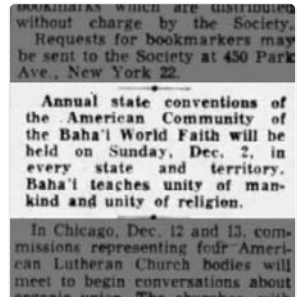 bookmarks which are distributed
without charge by the Society.
Requests for bookmarkers may
be sent to the Society at 450 Park
Ave., New York 22.
Annual state conventions of
the American Community of
the Baha'i World Faith will be
held on Sunday, Dec. 2, in
every state and territory.
Baha'i teaches unity of man-
kind and unity of religion.
In Chicago, Dec. 12 and 13, com-
missions representing four Ameri-
can Lutheran Church bodies will
meet to begin conversations about